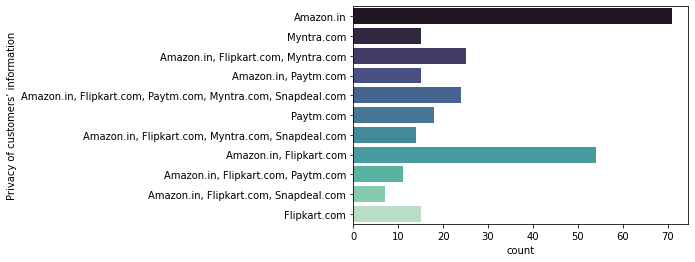 Privacy of customers’ information
Amazon.in
Myntra.com
Amazon.in, Flipkart.com, Myntra.com
Amazon.in, Paytm.com
Amazon.in, Flipkart.com, Paytm.com, Myntra.com, Snapdeal.com
Paytm.com
Amazon.in, Flipkart.com, Myntra.com, Snapdeal.com
Amazon.in, Flipkart.com
Amazon.in, Flipkart.com, Paytm.com
Amazon.in, Flipkart.com, Snapdeal.com
Flipkart.com
0 10 20 30 40 50 60 70
count